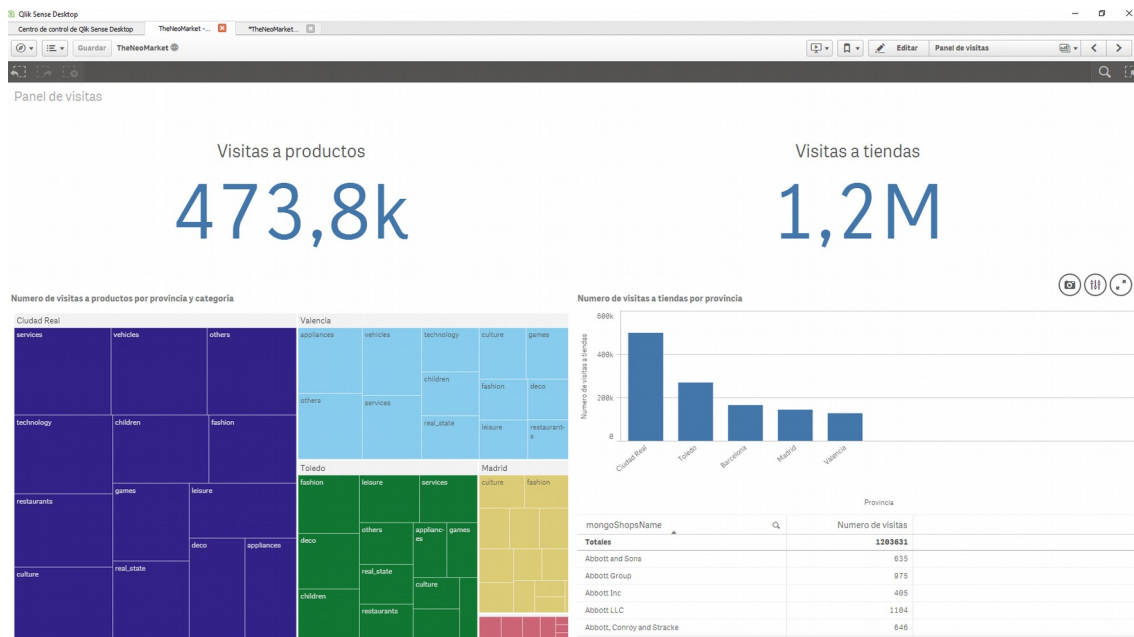 Qlik Sense Desktop
Centro de control de Qlik Sense Desktop
TheNeoMarket -...
*TheNeoMarket...
Guardar
TheNeoMarket
Editar
Panel de visitas
Panel de visitas
Visitas a productos
473,8k
Visitas a tiendas
1,2M
Numero de visitas a productos por provincia y categoria
Ciudad Real
services
vehicles
others
technology
children
fashion
restaurants
games
leisure
culture
real_state
deco
appliances
Valencia
appliances
vehicles
technology
culture
games
others
services
children
fashion
deco
real_state
leisure
restaurant-
s
Toledo
fashion
leisure
services
deco
others
applianc-
es
games
children
real_state
culture
restaurants
Madrid
culture
fashion
Numero de visitas a tiendas por provincia
Numero de visitas a tiendas
600k
400k
200k
0
Ciudad Real
Toledo
Barcelona
Madrid
Valencia
Provincia
mongoShopsName
Numero de visitas
Totales 1203631
Abbott and Sons 635
Abbott Group 975
Abbott Inc 405
Abbott LLC 1104
Abbott, Conroy and Stracke 646